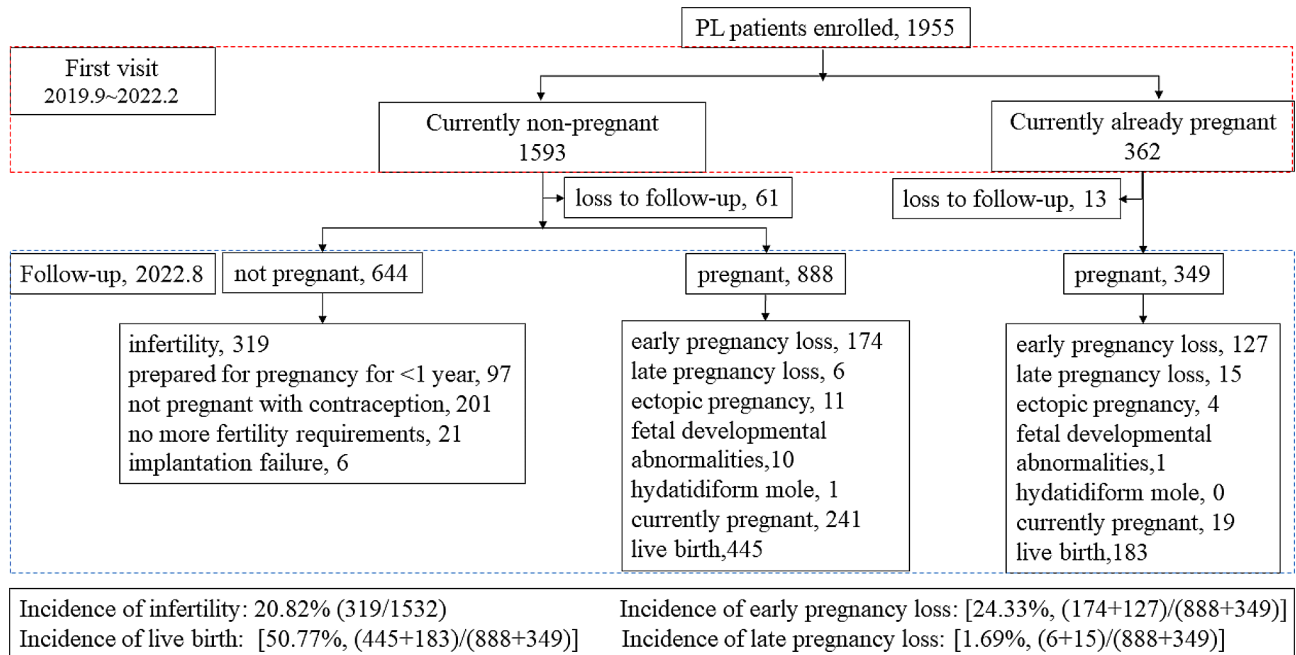 PL patients enrolled, 1955
First visit
2019.9~2022.2
Currently non-pregnant
1593
Currently already pregnant
362
loss to follow-up, 61
loss to follow-up, 13
Follow-up, 2022.8
not pregnant, 644
pregnant, 888
pregnant, 349
infertility, 319
prepared for pregnancy for <1 year, 97
not pregnant with contraception, 201
no more fertility requirements, 21
implantation failure, 6
early pregnancy loss, 174
late pregnancy loss, 6
ectopic pregnancy, 11
fetal developmental
abnormalities,10
hydatidiform mole, 1
currently pregnant, 241
live birth,445
early pregnancy loss, 127
late pregnancy loss, 15
ectopic pregnancy, 4
fetal developmental
abnormalities,1
hydatidiform mole, 0
currently pregnant, 19
live birth,183
Incidence of infertility: 20.82% (319/1532)
Incidence of early pregnancy loss: [24.33%, (174+127)/(888+349)]
Incidence of live birth: [50.77%, (445+183)/(888+349)]
Incidence of late pregnancy loss: [1.69%, (6+15)/(888+349)]